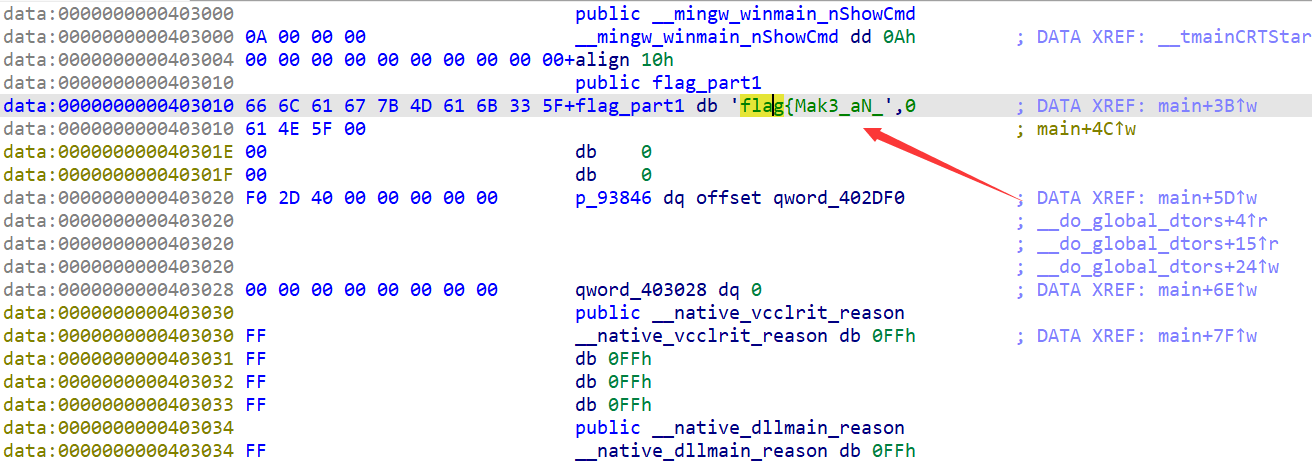 data:0000000000403000 public __mingw_winmain_nShowCmd
data:0000000000403000 0A 00 00 00 __mingw_winmain_nShowCmd dd 0Ah ; DATA XREF: __tmainCRTStar
data:0000000000403004 00 00 00 00 00 00 00 00 00 00 00+align 10h
data:0000000000403010 public flag_part1
data:0000000000403010 66 6C 61 67 7B 4D 61 6B 33 5F+flag_part1 db 'flag{Mak3_aN_',0 ; DATA XREF: main+3B↑w
data:0000000000403010 61 4E 5F 00 ; main+4C↑w
data:000000000040301E 00 db 0
data:000000000040301F 00 db 0
data:0000000000403020 F0 2D 40 00 00 00 00 00 p_93846 dq offset qword_402DF0 ; DATA XREF: main+5D↑w
data:0000000000403020 ; __do_global_dtors+4↑r
data:0000000000403020 ; __do_global_dtors+15↑r
data:0000000000403020 ; __do_global_dtors+24↑w
data:0000000000403028 00 00 00 00 00 00 00 00 qword_403028 dq 0 ; DATA XREF: main+6E↑w
data:0000000000403030 public __native_vcclrit_reason
data:0000000000403030 FF __native_vcclrit_reason db 0FFh ; DATA XREF: main+7F↑w
data:0000000000403031 FF db 0FFh
data:0000000000403032 FF db 0FFh
data:0000000000403033 FF db 0FFh
data:0000000000403034 public __native_dllmain_reason
data:0000000000403034 FF __native_dllmain_reason db 0FFh